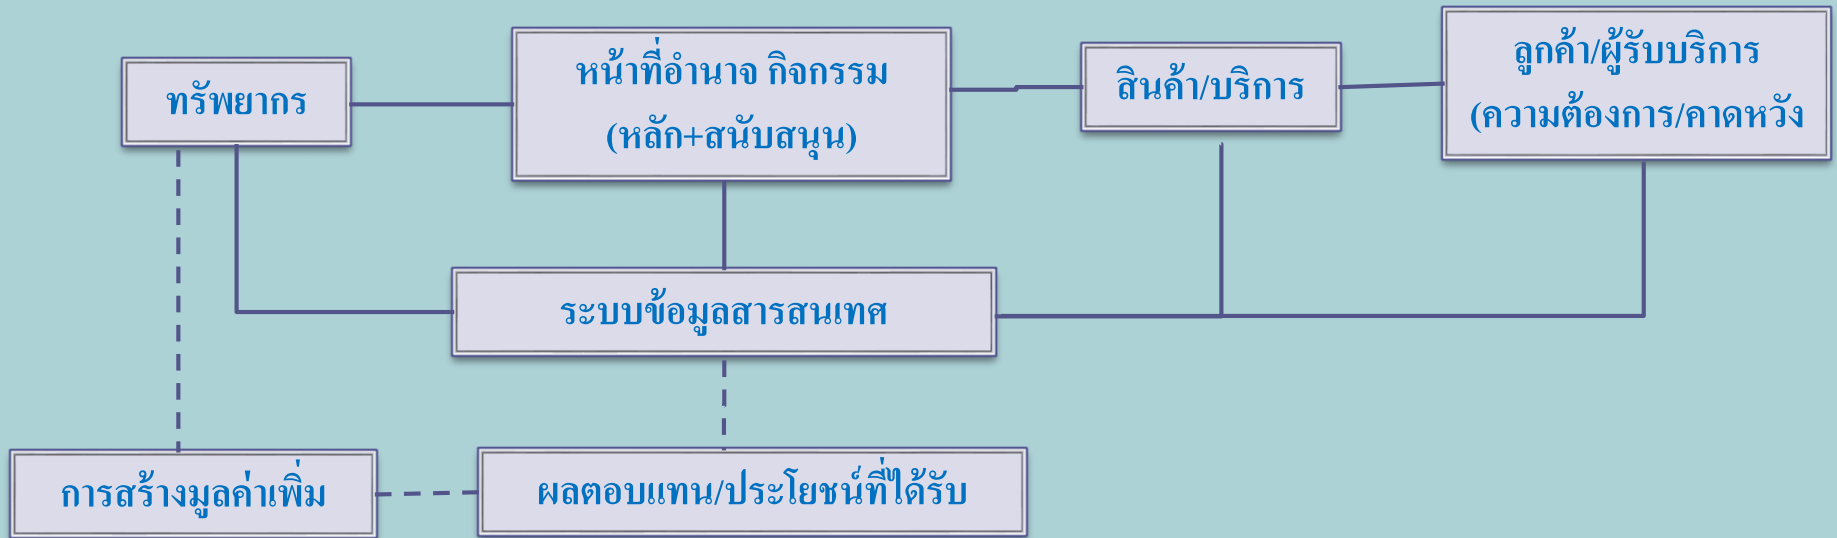 ทรัพยากร
หน้าที่อำนาจ กิจกรรม
(หลัก+สนับสนุน)
สินค้า/บริการ
ลูกค้า/ผู้รับบริการ
(ความต้องการ/คาดหวัง
ระบบข้อมูลสารสนเทศ
การสร้างมูลค่าเพิ่ม
ผลตอบแทน/ประโยชน์ที่ได้รับ